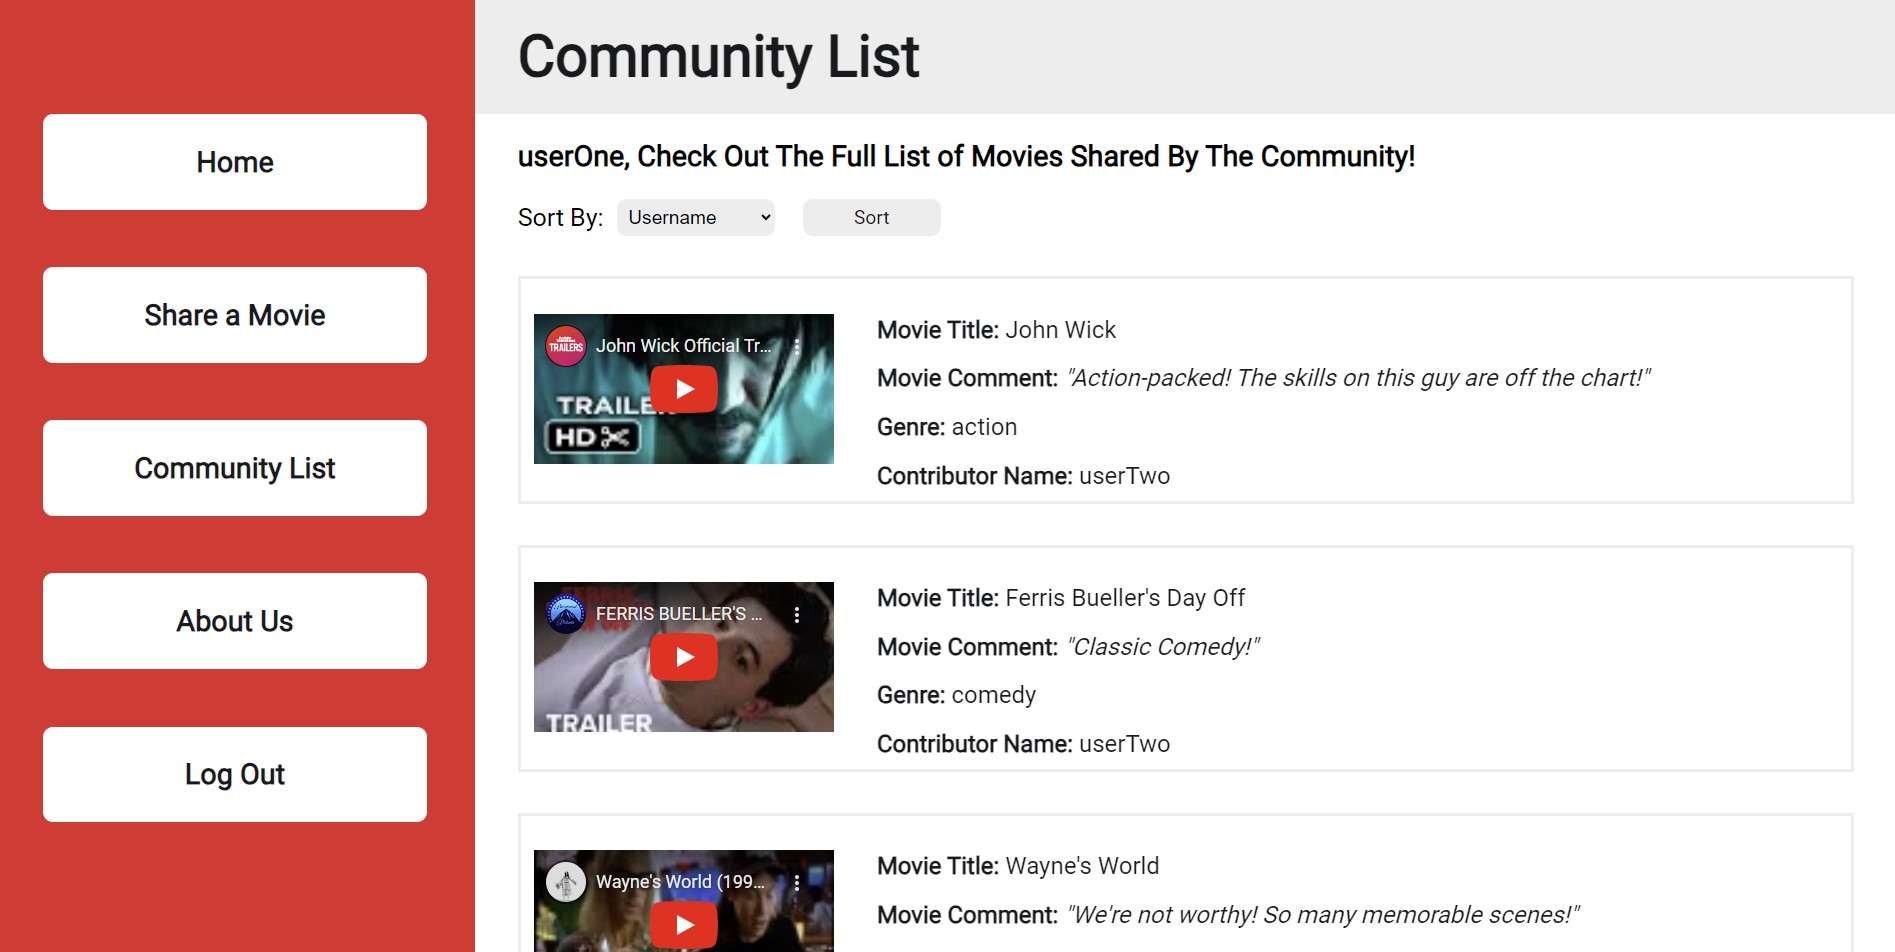 Community List
Home
Share a Movie
Community List
About Us
Log Out
userOne, Check Out The Full List of Movies Shared By The Community!
Sort By: Username Sort
TRAILERS
John Wick Official Tr...
TRAILE
HD
Movie Title: John Wick
Movie Comment: "Action-packed! The skills on this guy are off the chart!"
Genre: action
Contributor Name: userTwo
FERRIS BUELLER'S ...
TRAILER
Movie Title: Ferris Bueller's Day Off
Movie Comment: "Classic Comedy!"
Genre: comedy
Contributor Name: userTwo
Wayne's World (199...
Movie Title: Wayne's World
Movie Comment: "We're not worthy! So many memorable scenes!"